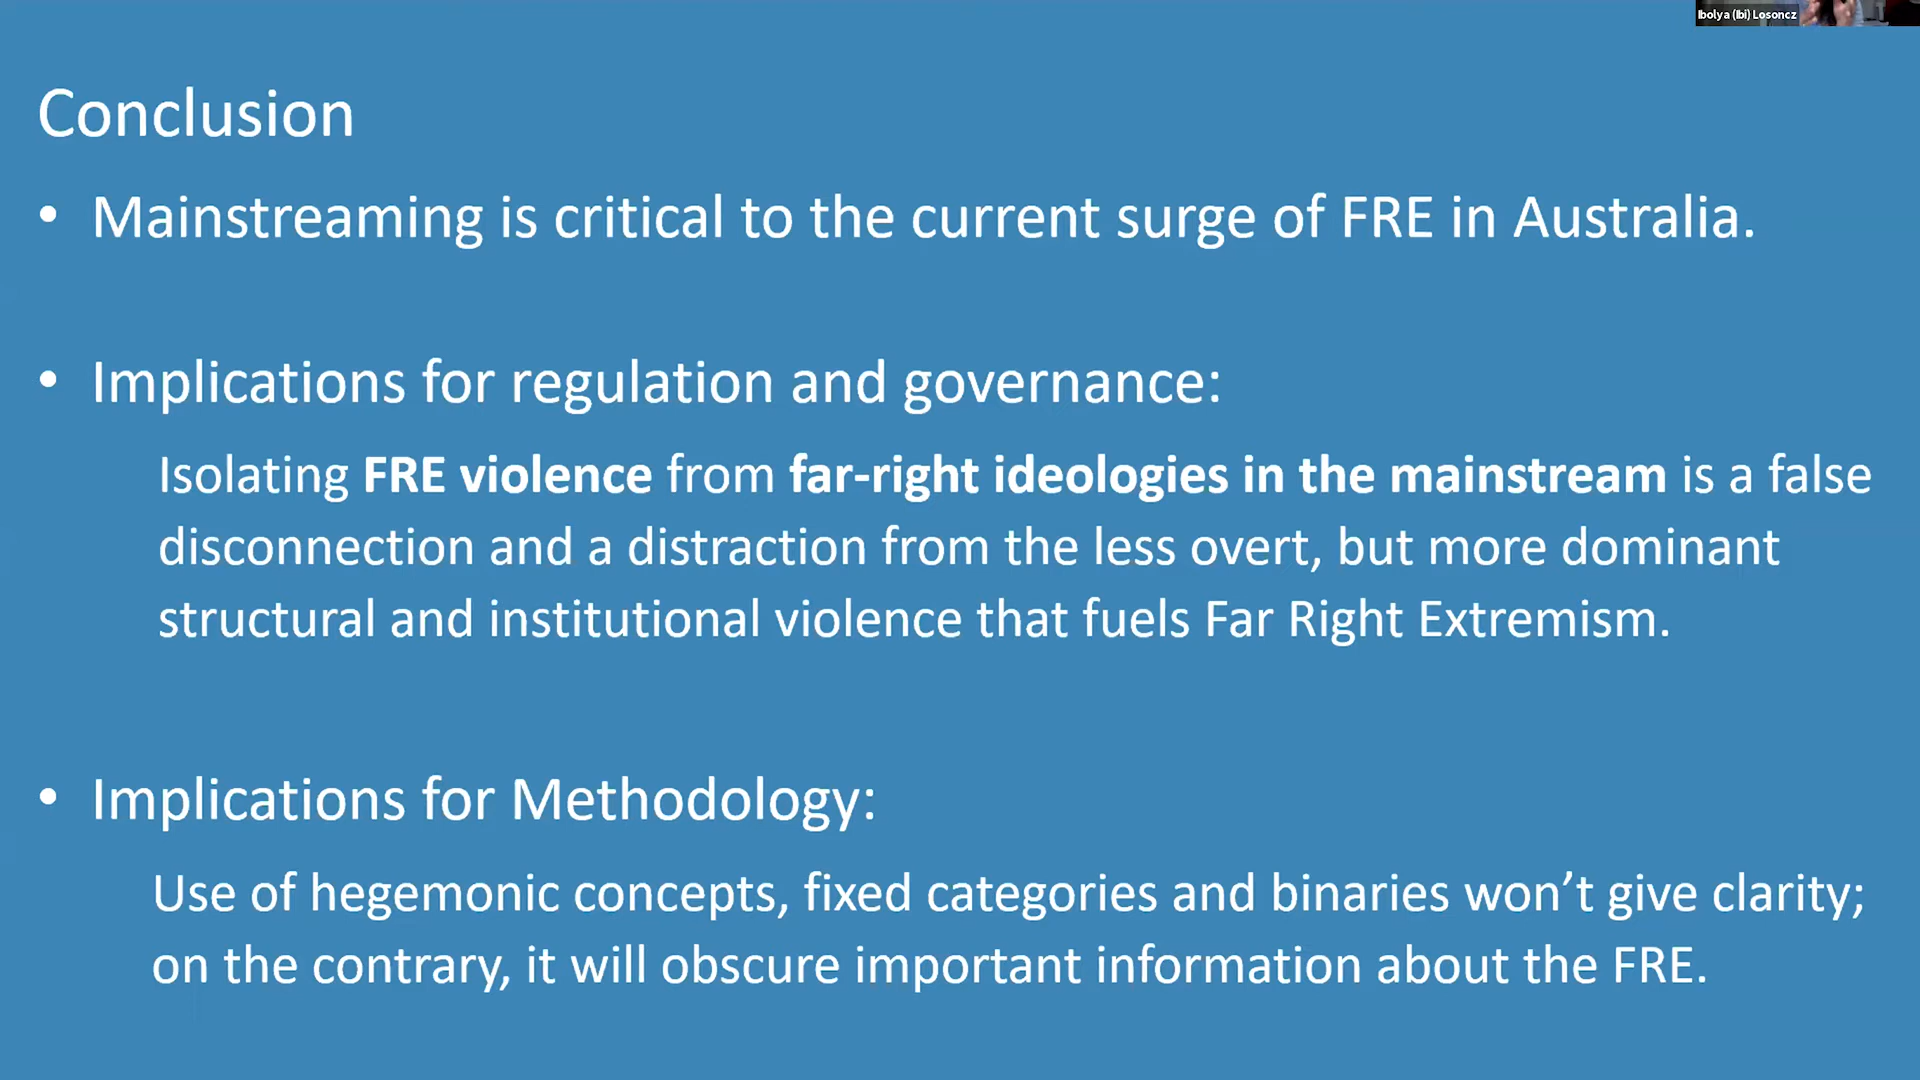 Ibolya (Ibi) Losoncz
Conclusion
• Mainstreaming is critical to the current surge of FRE in Australia.
• Implications for regulation and governance:
Isolating FRE violence from far-right ideologies in the mainstream is a false
disconnection and a distraction from the less overt, but more dominant
structural and institutional violence that fuels Far Right Extremism.
• Implications for Methodology:
Use of hegemonic concepts, fixed categories and binaries won’t give clarity;
on the contrary, it will obscure important information about the FRE.